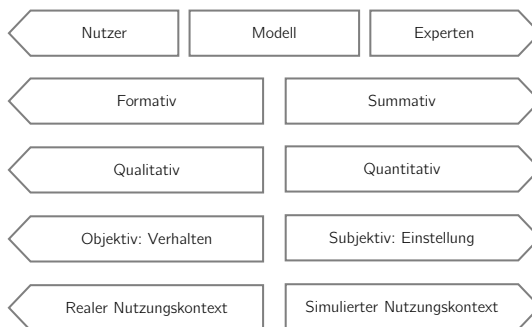 Nutzer Modell Experten
Formativ Summativ
Qualitativ Quantitativ
Objektiv: Verhalten Subjektiv: Einstellung
Realer Nutzungskontext Simulierter Nutzungskontext